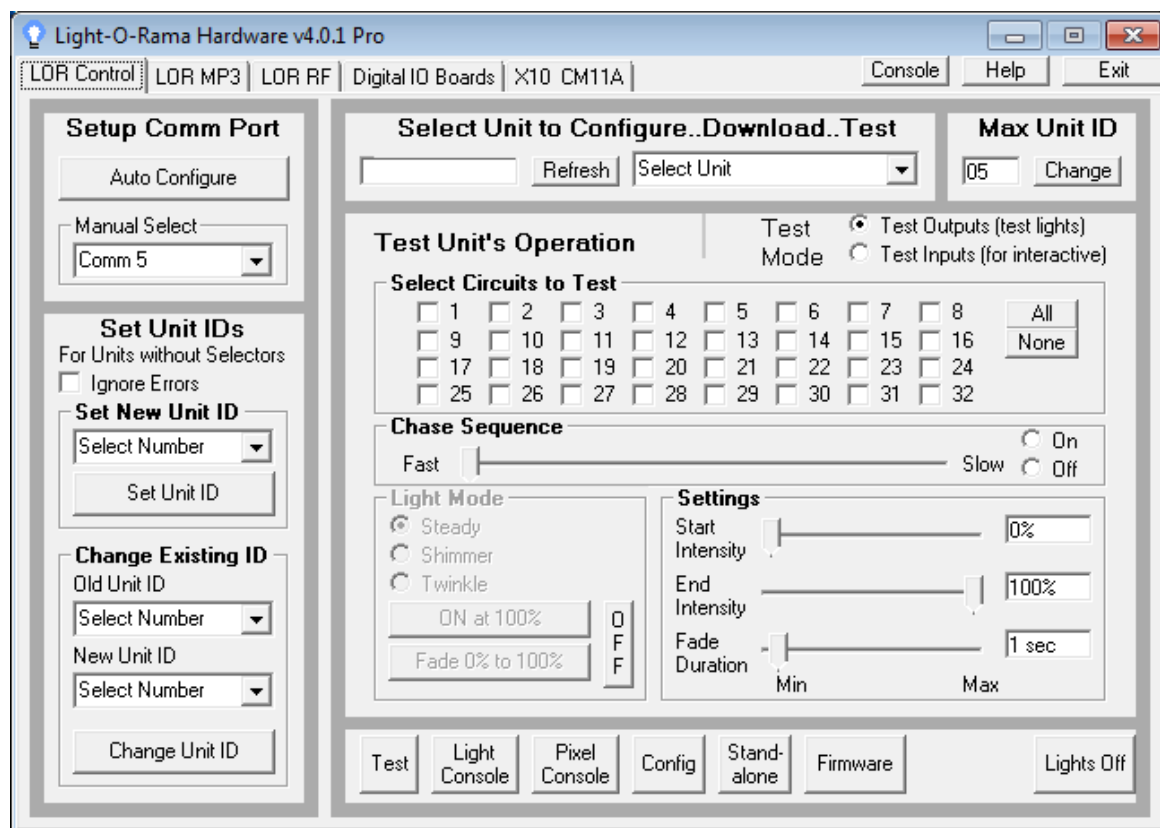 Light-O-Rama Hardware v4.0.1 Pro
LOR Control LOR MP3 LOR RF Digital IO Boards X10 CM11A Console Help Exit
Setup Comm Port
Auto Configure
Manual Select
Comm 5
Set Unit IDs
For Units without Selectors
Ignore Errors
Set New Unit ID
Select Number
Set Unit ID
Change Existing ID
Old Unit ID
Select Number
New Unit ID
Select Number
Change Unit ID
Select Unit to Configure..Download..Test
Refresh Select Unit
Max Unit ID
05 Change
Test Unit's Operation
Test Mode
Test Outputs (test lights)
Test Inputs (for interactive)
Select Circuits to Test
1 2 3 4 5 6 7 8
9 10 11 12 13 14 15 16
17 18 19 20 21 22 23 24
25 26 27 28 29 30 31 32
All
None
Chase Sequence
Fast Slow
On
Off
Light Mode
Steady
Shimmer
Twinkle
ON at 100%
Fade 0% to 100%
OFF
Settings
Start Intensity 0%
End Intensity 100%
Fade Duration 1 sec
Min Max
Test
Light Console
Pixel Console
Config
Stand-alone
Firmware
Lights Off